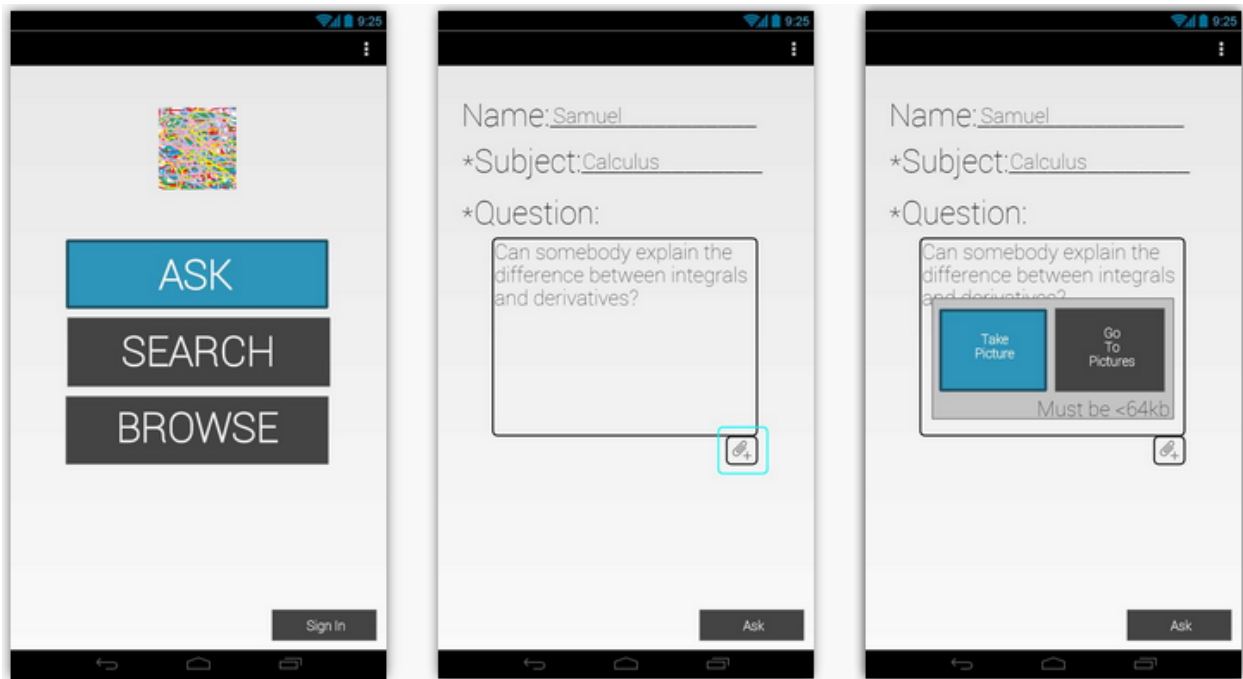 9:25
ASK
SEARCH
BROWSE
Sign In
9:25
Name: Samuel
*Subject: Calculus
*Question:
Can somebody explain the
difference between integrals
and derivatives?
Ask
9:25
Name: Samuel
*Subject: Calculus
*Question:
Can somebody explain the
difference between integrals
and derivatives?
Take
Picture
Go
To
Pictures
Must be <64kb
Ask